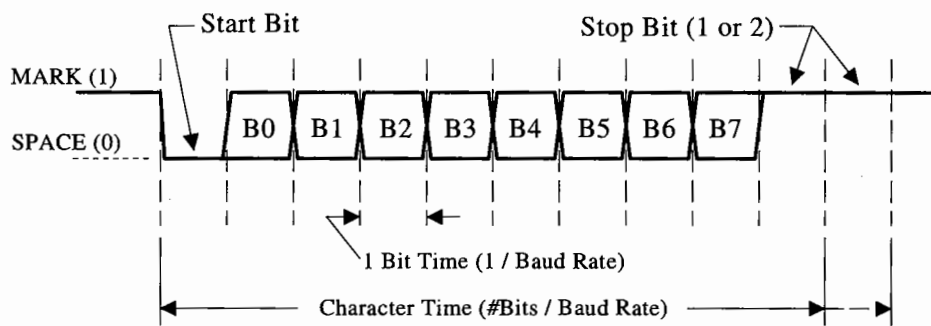 Start Bit
Stop Bit (1 or 2)
MARK (1)
SPACE (0)
B0 B1 B2 B3 B4 B5 B6 B7
1 Bit Time (1 / Baud Rate)
Character Time (#Bits / Baud Rate)